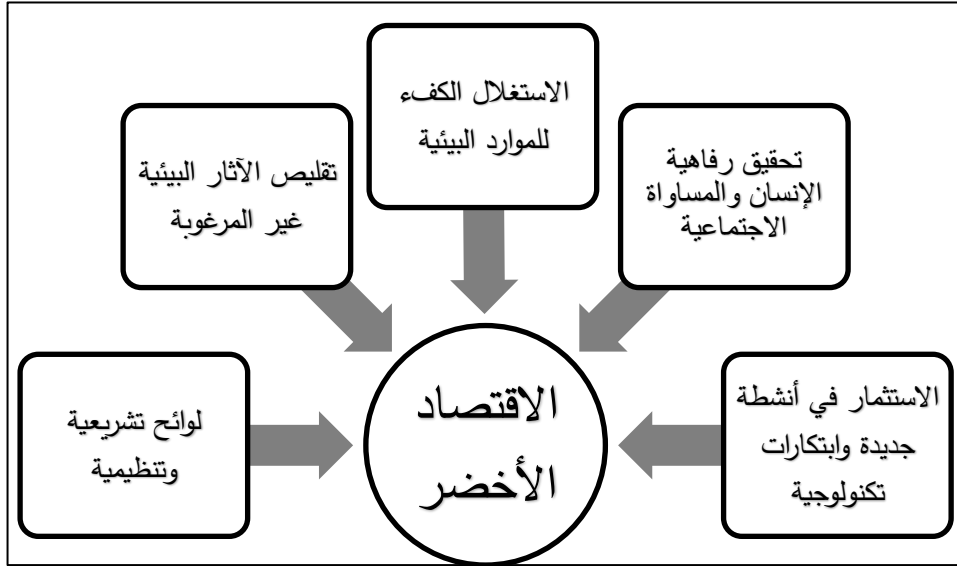 الاستغلال الكفء
للموارد البيئية
تحقيق رفاهية
الإنسان والمساواة
الاجتماعية
تقليص الآثار البيئية
غير المرغوبة
الاستثمار في أنشطة
جديدة وابتكارات
تكنولوجية
الاقتصاد
الأخضر
لوائح تشريعية
وتنظيمية